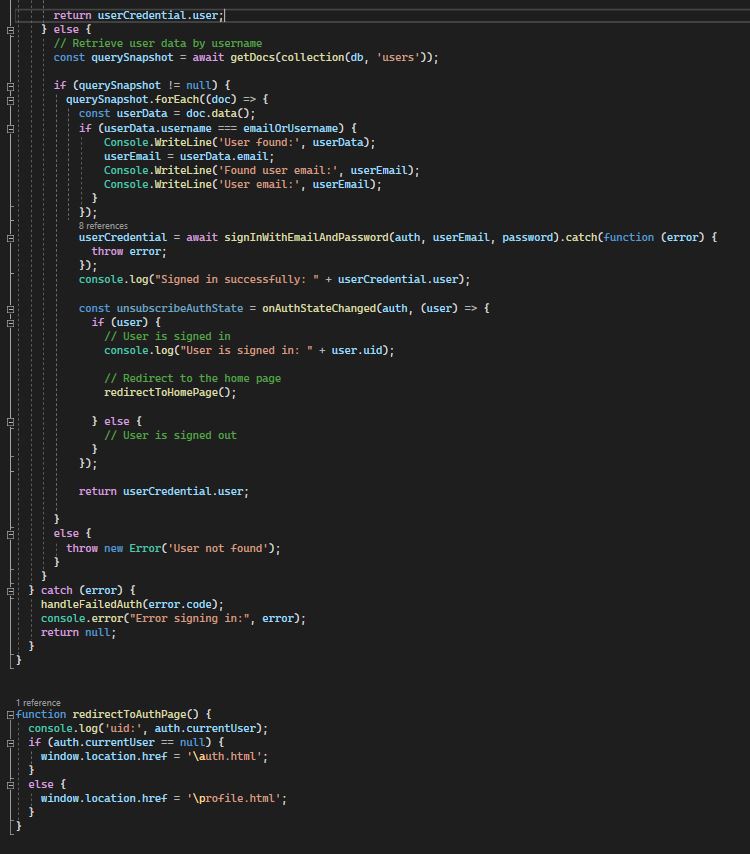 return userCredential.user;
} else {
// Retrieve user data by username
const querySnapshot = await getDocs(collection(db, 'users'));
if (querySnapshot != null) {
querySnapshot.forEach((doc) => {
const userData = doc.data();
if (userData.username === emailOrUsername) {
Console.WriteLine('User found:', userData);
userEmail = userData.email;
Console.WriteLine('Found user email:', userEmail);
Console.WriteLine('User email:', userEmail);
}
});
8 references
userCredential = await signInWithEmailAndPassword(auth, userEmail, password).catch(function (error) {
throw error;
});
console.log("Signed in successfully: " + userCredential.user);
const unsubscribeAuthState = onAuthStateChanged(auth, (user) => {
if (user) {
// User is signed in
console.log("User is signed in: " + user.uid);
// Redirect to the home page
redirectToHomePage();
} else {
// User is signed out
}
});
return userCredential.user;
}
else {
throw new Error('User not found');
}
}
} catch (error) {
handleFailedAuth(error.code);
console.error("Error signing in:", error);
return null;
}
}
1 reference
function redirectToAuthPage() {
console.log('uid:', auth.currentUser);
if (auth.currentUser == null) {
window.location.href = '\auth.html';
}
else {
window.location.href = '\profile.html';
}
}